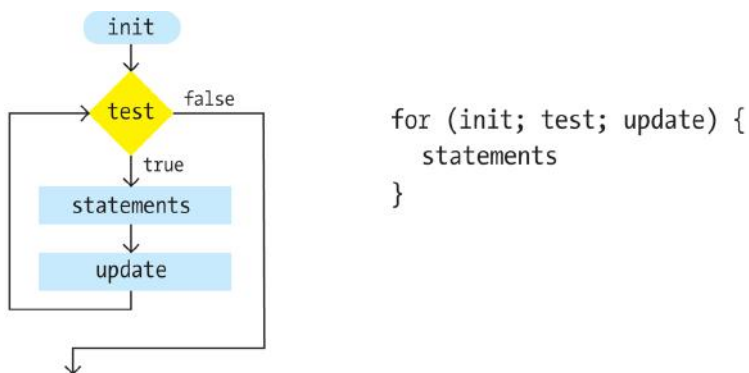 init
test
false
true
statements
update
for (init; test; update) {
  statements
}